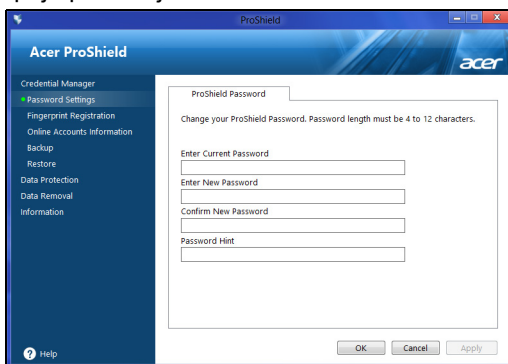 ProShield
Acer ProShield
acer
Credential Manager
Password Settings
Fingerprint Registration
Online Accounts Information
Backup
Restore
Data Protection
Data Removal
Information
Help
ProShield Password
Change your ProShield Password. Password length must be 4 to 12 characters.
Enter Current Password
Enter New Password
Confirm New Password
Password Hint
OK
Cancel
Apply